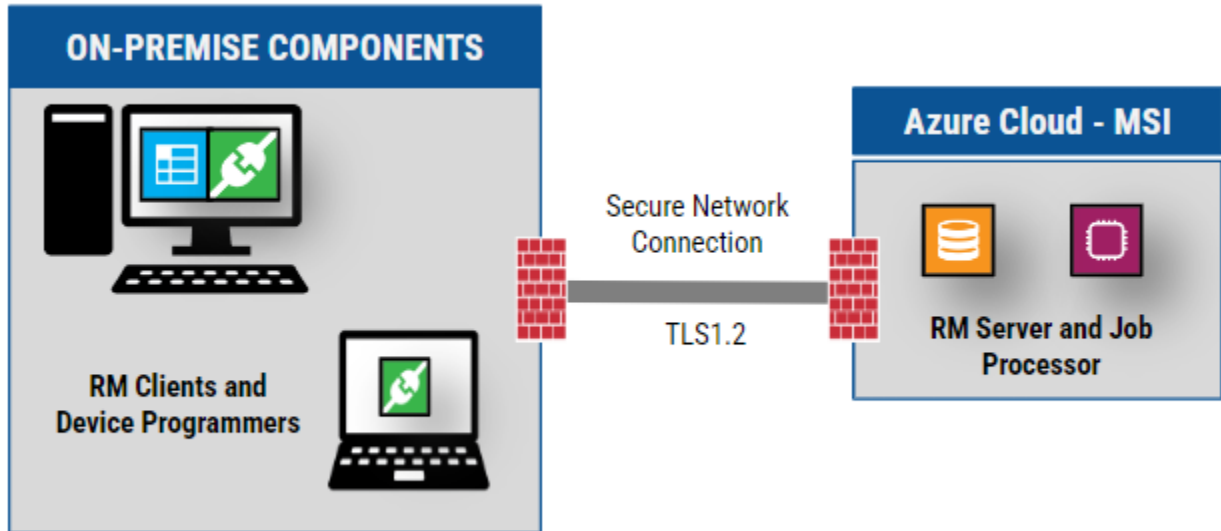 ON-PREMISE COMPONENTS
RM Clients and
Device Programmers
Secure Network
Connection
TLS1.2
Azure Cloud - MSI
RM Server and Job
Processor